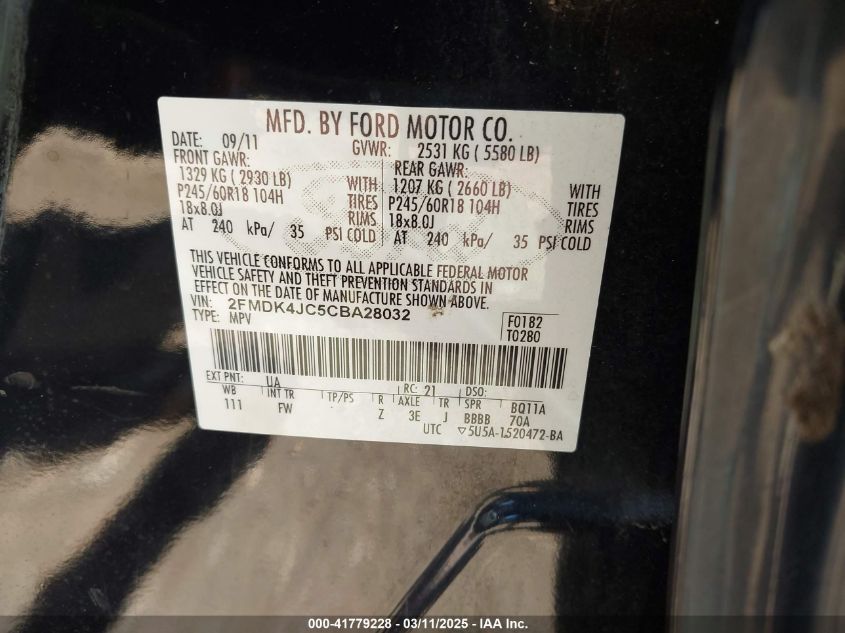 MFD. BY FORD MOTOR CO.
DATE: 09/11 GVWR: 2531 KG ( 5580 LB)
FRONT GAWR: REAR GAWR:
1329 KG ( 2930 LB) WITH 1207 KG ( 2660 LB) WITH
P245/60R18 104H TIRES P245/60R18 104H TIRES
18x8.0J RIMS 18x8.0J RIMS
AT 240 kPa/ 35 PSI COLD AT 240 kPa/ 35 PSI COLD
THIS VEHICLE CONFORMS TO ALL APPLICABLE FEDERAL MOTOR
VEHICLE SAFETY AND THEFT PREVENTION STANDARDS IN
EFFECT ON THE DATE OF MANUFACTURE SHOWN ABOVE.
VIN: 2FMDK4JC5CBA28032
TYPE: MPV
F0182
T0280
EXT PNT: UA RC: 21 DSO:
WB INT TR TP/PS R AXLE TR SPR BQ11A
111 FW Z 3E J BBBB 70A
UTC ▽5U5A-1520472-BA
000-41779228 - 03/11/2025 - IAA Inc.